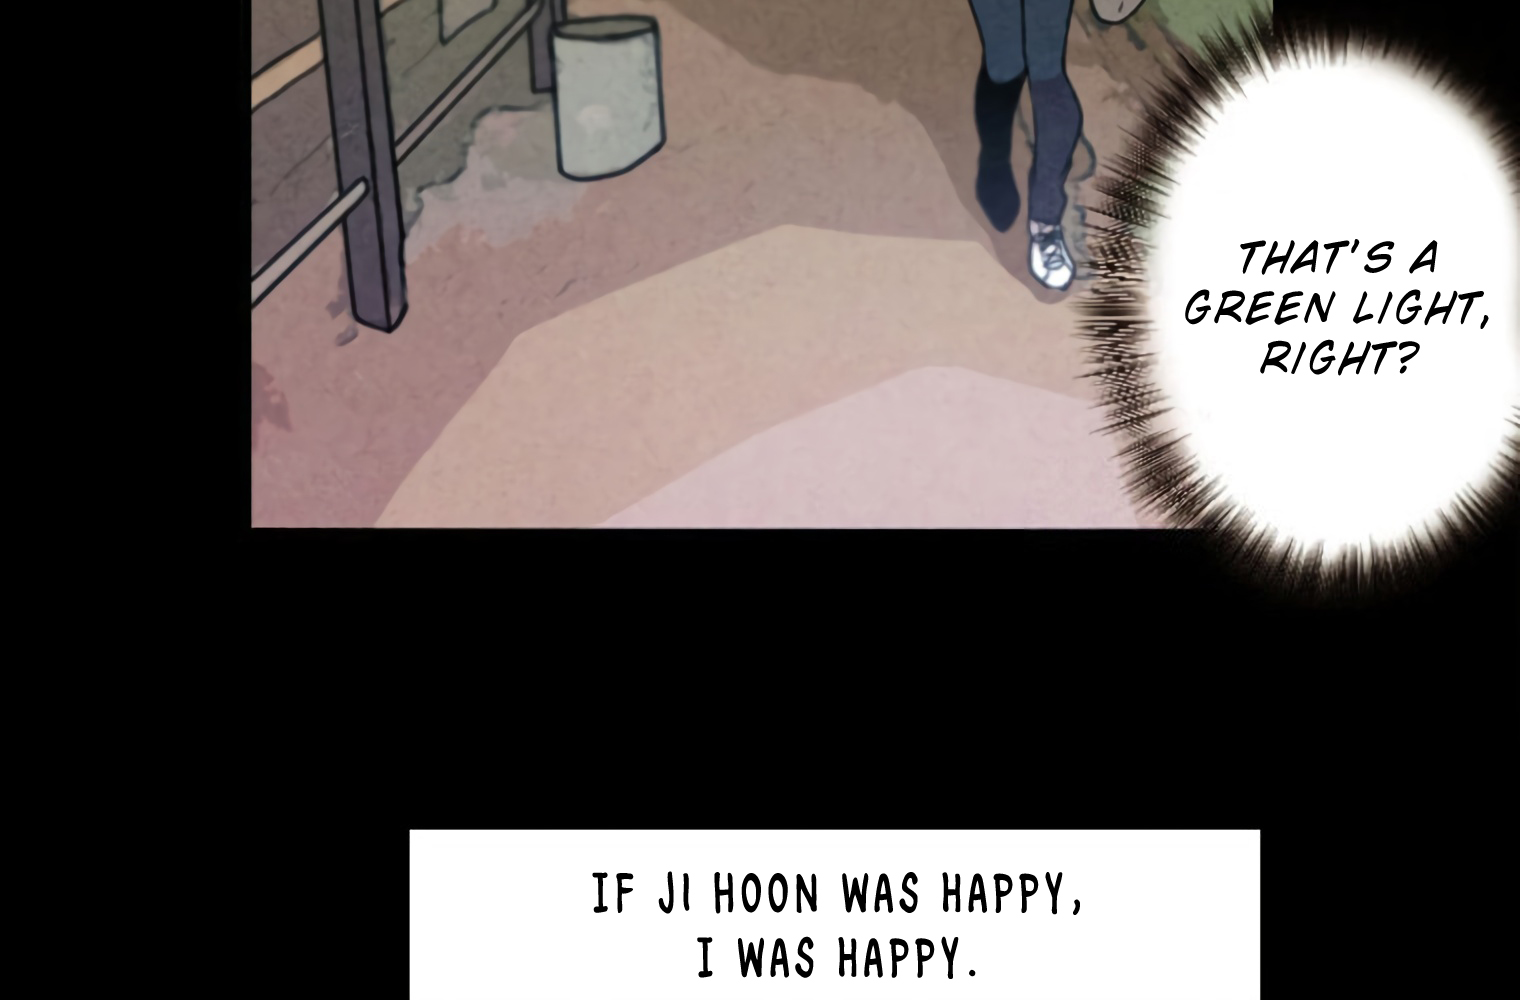 THAT'S A
GREEN LIGHT,
RIGHT?
IF JI HOON WAS HAPPY,
I WAS HAPPY.